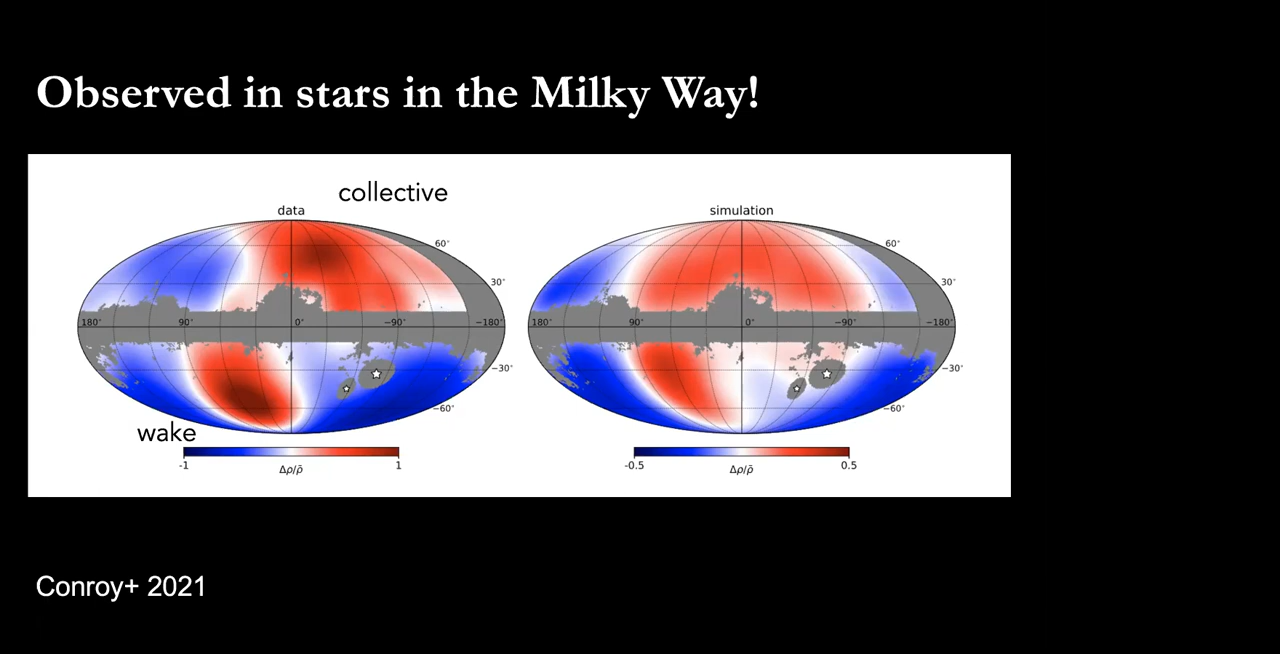 Observed in stars in the Milky Way!
collective
data
simulation
60°
60°
30°
30°
180° 90° 0° −90° −180°
180° 90° 0° −90° −180°
−30°
−30°
−60°
−60°
wake
-1 1
Δρ/ρ̄
-0.5 0.5
Δρ/ρ̄
Conroy+ 2021